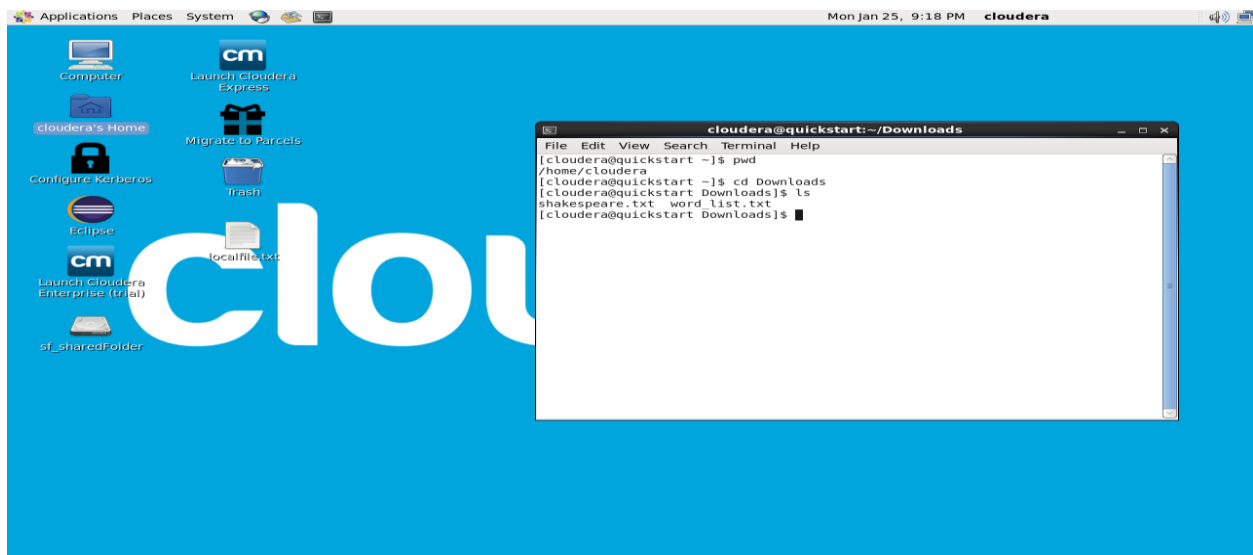 Applications Places System
Mon Jan 25, 9:18 PM cloudera
Computer
cm
Launch Cloudera
Express
cloudera's Home
Migrate to Parcels
Configure Kerberos
Trash
Eclipse
localfile.txt
cm
Launch Cloudera
Enterprise (trial)
sf_sharedFolder
clou
cloudera@quickstart:~/Downloads
File Edit View Search Terminal Help
[cloudera@quickstart ~]$ pwd
/home/cloudera
[cloudera@quickstart ~]$ cd Downloads
[cloudera@quickstart Downloads]$ ls
shakespeare.txt  word_list.txt
[cloudera@quickstart Downloads]$